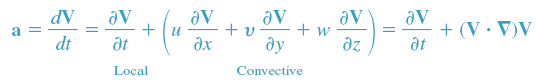 a = dV/dt = ∂V/∂t + (u ∂V/∂x + v ∂V/∂y + w ∂V/∂z) = ∂V/∂t + (V · ∇)V
Local Convective